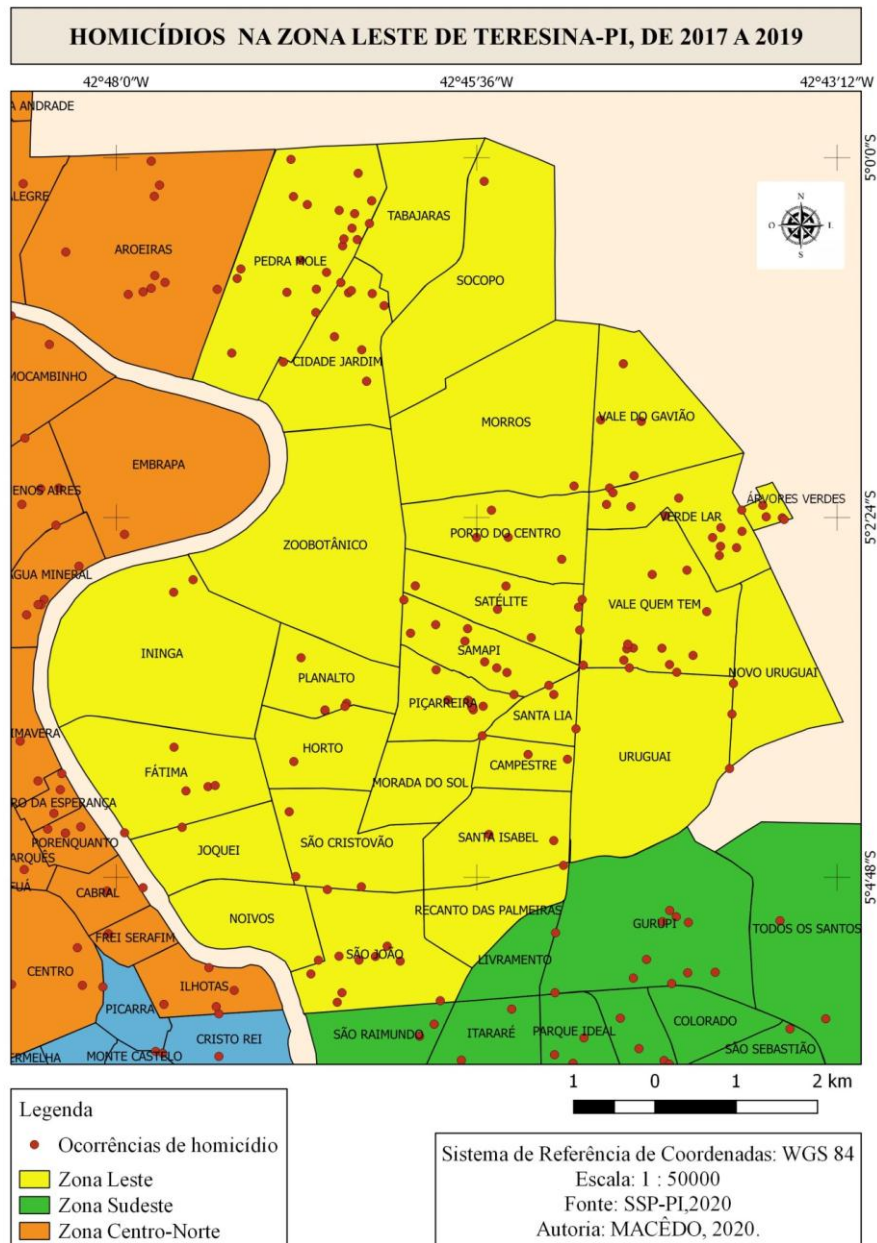 HOMICÍDIOS NA ZONA LESTE DE TERESINA-PI, DE 2017 A 2019
42°48'0"W
42°45'36"W
42°43'12"W
ANDRADE
5°0'0"S
ALEGRE
TABAJARAS
N
O
L
S
AROEIRAS
PEDRA MOLE
SOCOPO
CIDADE JARDIM
MOCAMBINHO
MORROS
VALE DO GAVIÃO
EMBRAPA
ENOS AIRES
ÁRVORES VERDES
VERDE LAR
5°2'24"S
PORTO DO CENTRO
ZOOBOTÂNICO
AGUA MINERAL
SATÉLITE
VALE QUEM TEM
ININGA
SAMAPI
PLANALTO
NOVO URUGUAI
PIÇARREIRA
SANTA LIA
IMAVERA
HORTO
URUGUAI
CAMPESTRE
FÁTIMA
MORADA DO SOL
RO DA ESPERANÇA
PORENQUANTO
SANTA ISABEL
SÃO CRISTOVÃO
JOQUEI
ARQUÊS
5°4'48"S
FUÁ
CABRAL
RECANTO DAS PALMEIRAS
NOIVOS
GURUPI
TODOS OS SANTOS
FREI SERAFIM
SÃO JOÃO
LIVRAMENTO
CENTRO
ILHOTAS
PICARRA
COLORADO
SÃO RAIMUNDO
ITARARÉ
PARQUE IDEAL
CRISTO REI
SÃO SEBASTIÃO
ERMELHA
MONTE CASTELO
1 0 1 2 km
Legenda
Ocorrências de homicídio
Zona Leste
Zona Sudeste
Zona Centro-Norte
Sistema de Referência de Coordenadas: WGS 84
Escala: 1 : 50000
Fonte: SSP-PI,2020
Autoria: MACÊDO, 2020.